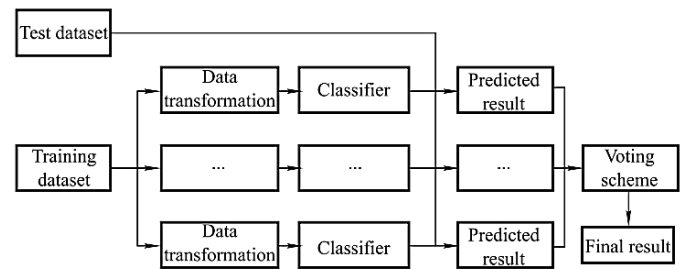 Test dataset
Data
transformation
Classifier
Predicted
result
Training
dataset
...
...
...
Voting
scheme
Data
transformation
Classifier
Predicted
result
Final result